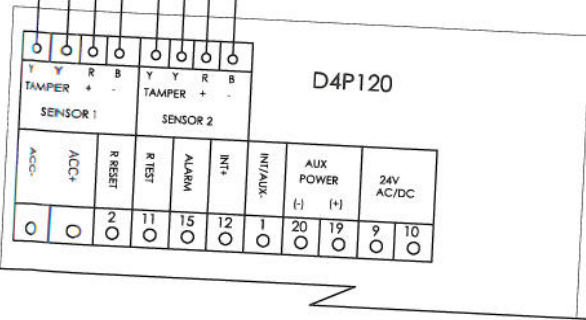 D4P120
Y Y R B Y Y R B
TAMPER + - TAMPER + -
SENSOR 1 SENSOR 2
ACC- ACC+ R RESET R TEST ALARM INT+ INT/AUX- AUX POWER (-) (+) 24V AC/DC
2 11 15 12 1 20 19 9 10